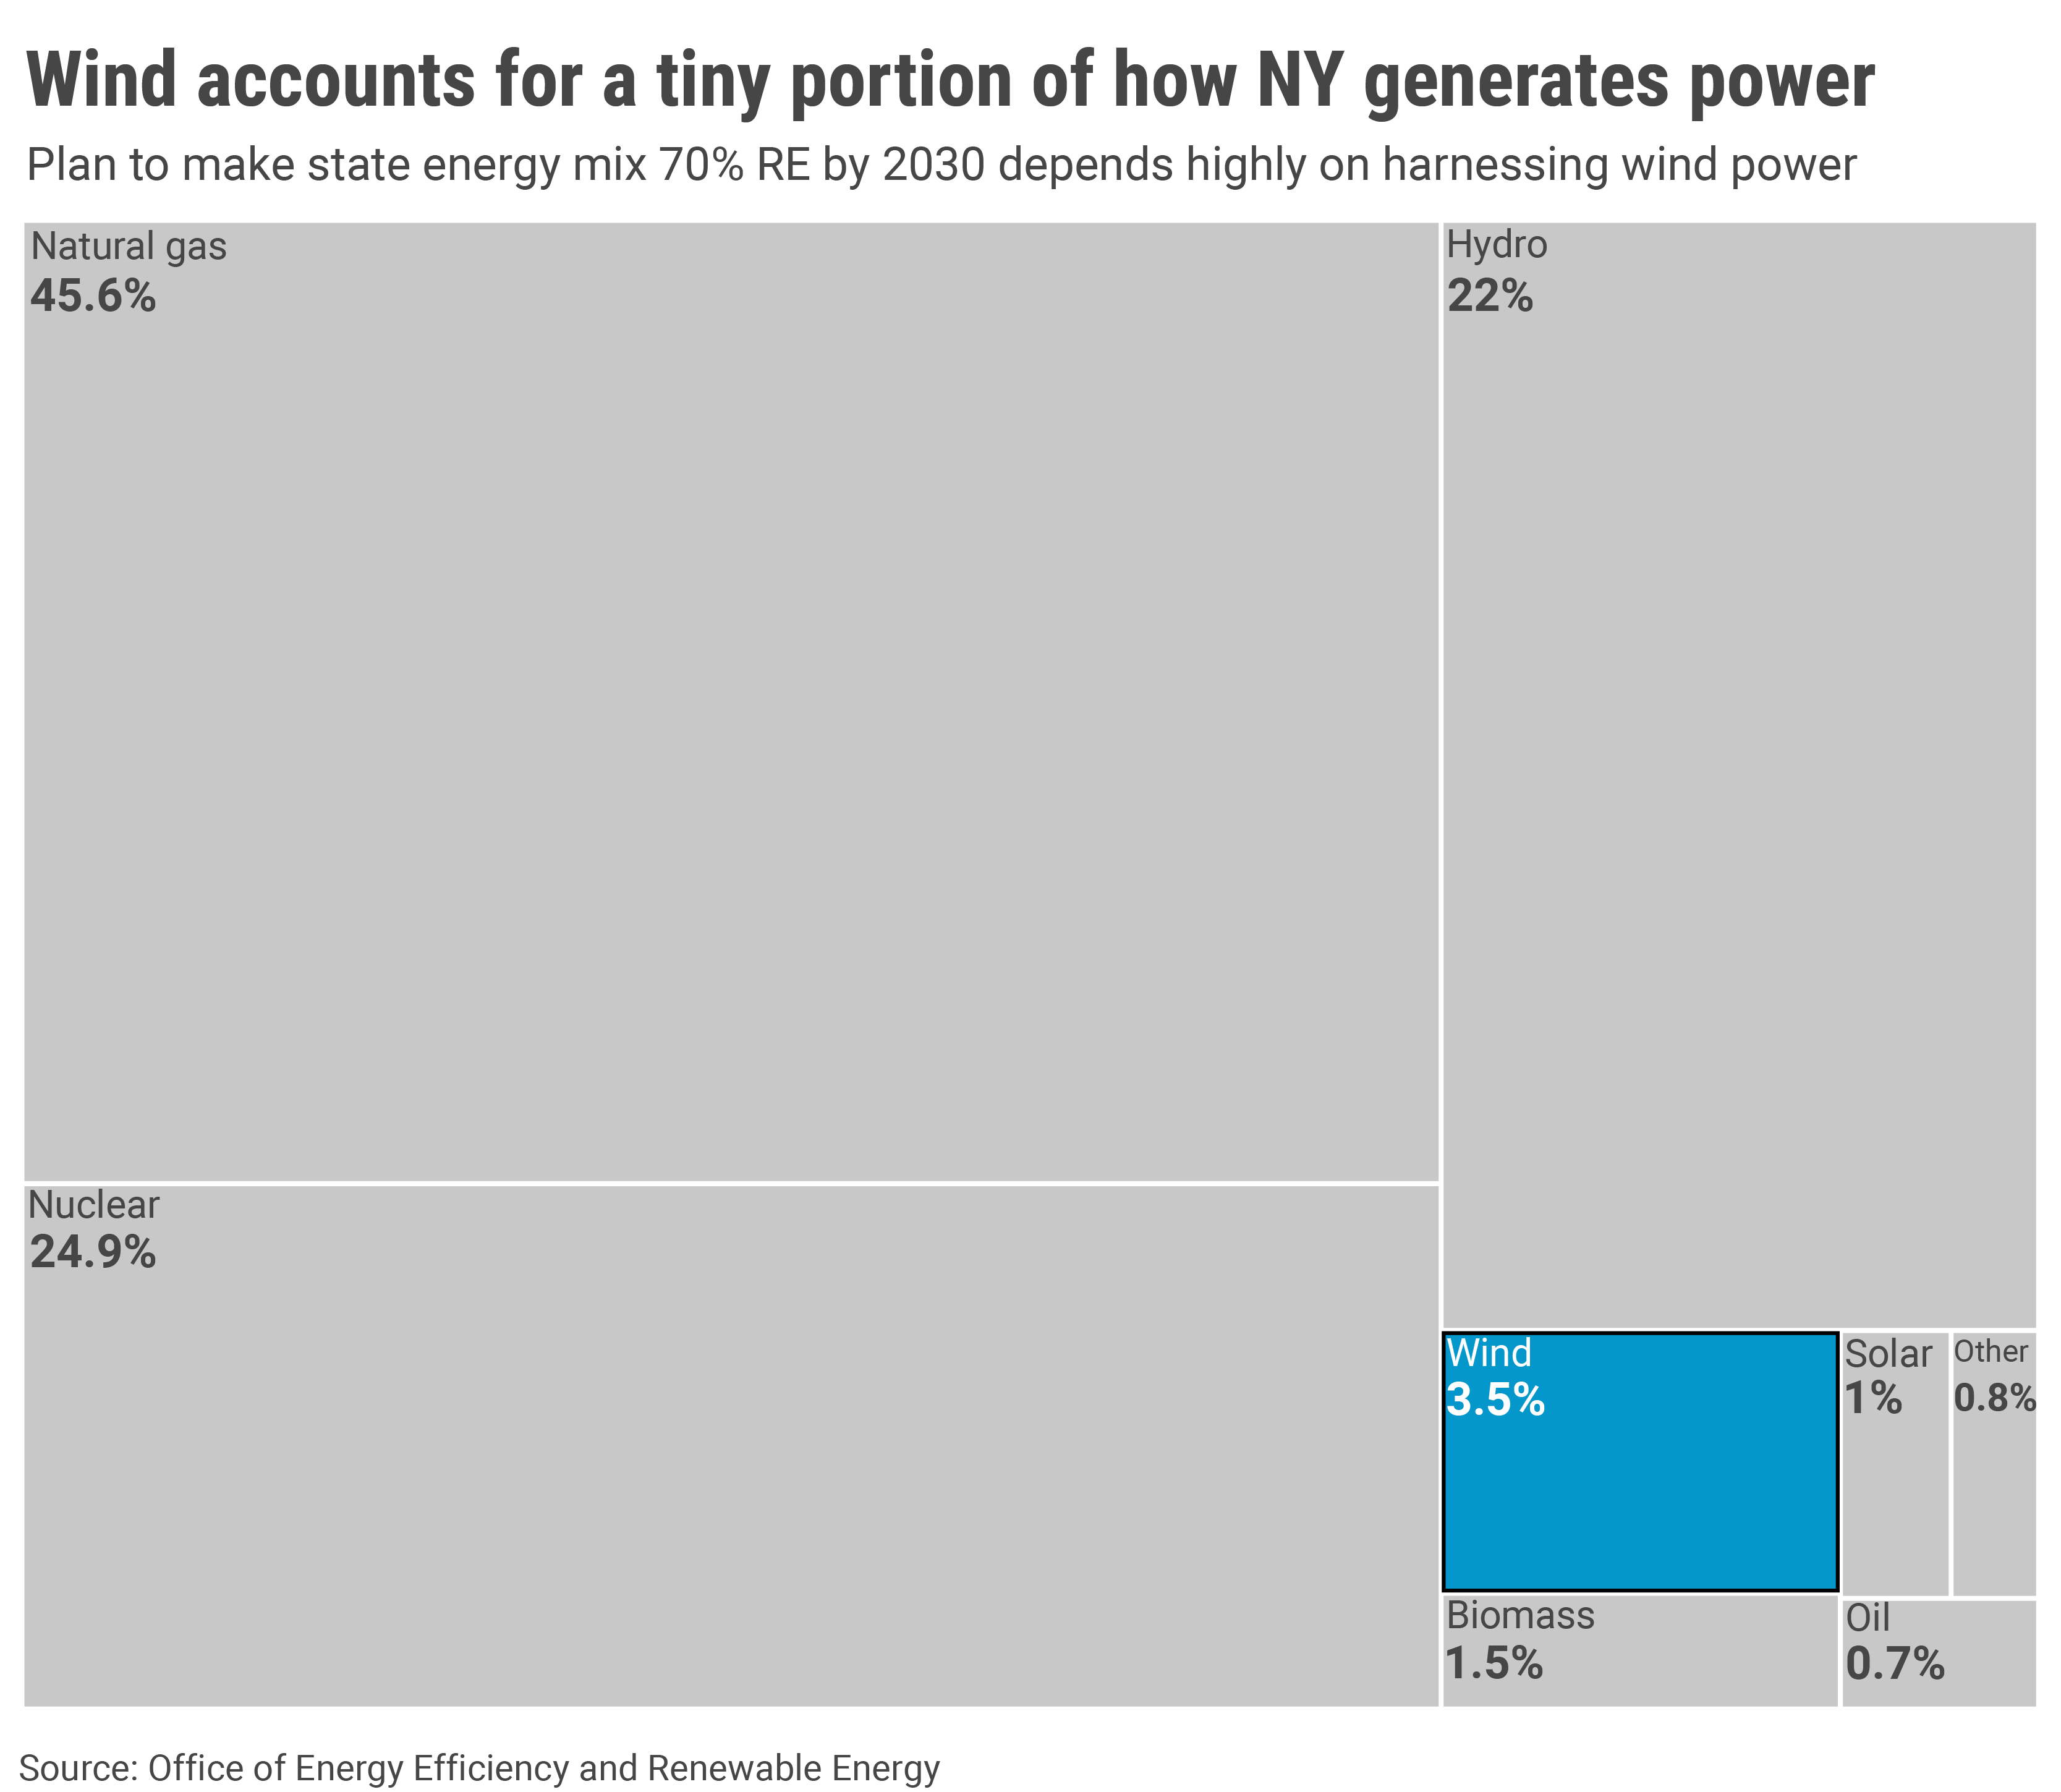 Wind accounts for a tiny portion of how NY generates power
Plan to make state energy mix 70% RE by 2030 depends highly on harnessing wind power
Natural gas
45.6%
Hydro
22%
Nuclear
24.9%
Wind
3.5%
Solar
1%
Other
0.8%
Biomass
1.5%
Oil
0.7%
Source: Office of Energy Efficiency and Renewable Energy